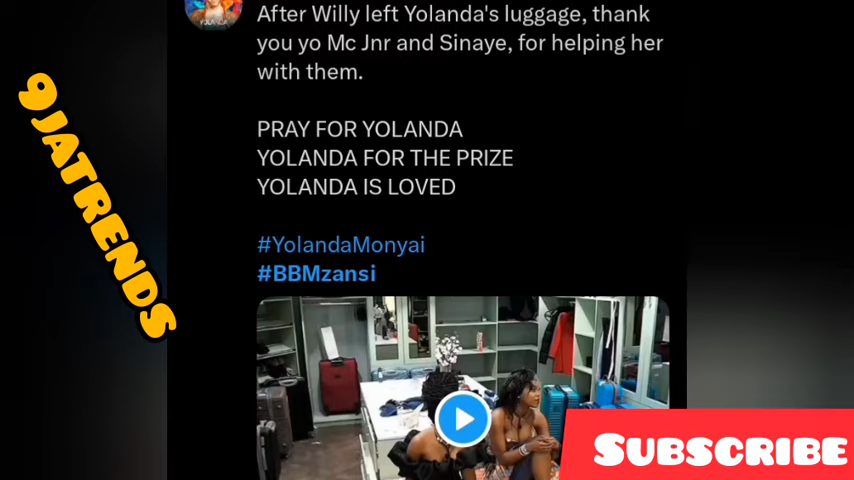 After Willy left Yolanda's luggage, thank
you yo Mc Jnr and Sinaye, for helping her
with them.
PRAY FOR YOLANDA
YOLANDA FOR THE PRIZE
YOLANDA IS LOVED
#YolandaMonyai
#BBMzansi
9JATRENDS
SUBSCRIBE